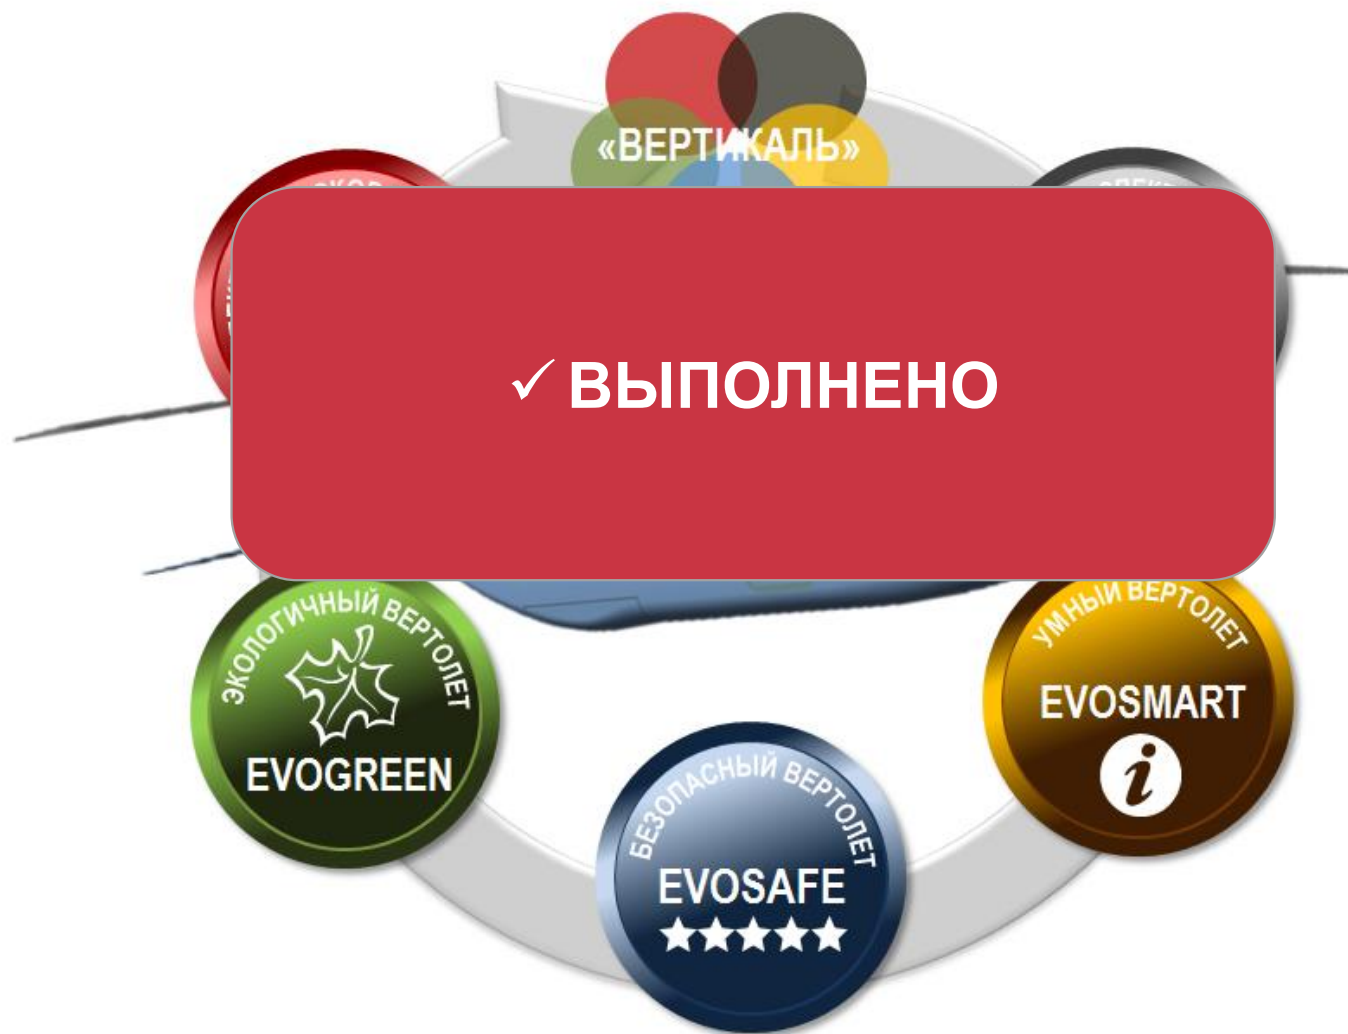 «ВЕРТИКАЛЬ»
✓ ВЫПОЛНЕНО
ЭКОЛОГИЧНЫЙ ВЕРТОЛЕТ
EVOGREEN
УМНЫЙ ВЕРТОЛЕТ
EVOSMART
i
БЕЗОПАСНЫЙ ВЕРТОЛЕТ
EVOSAFE